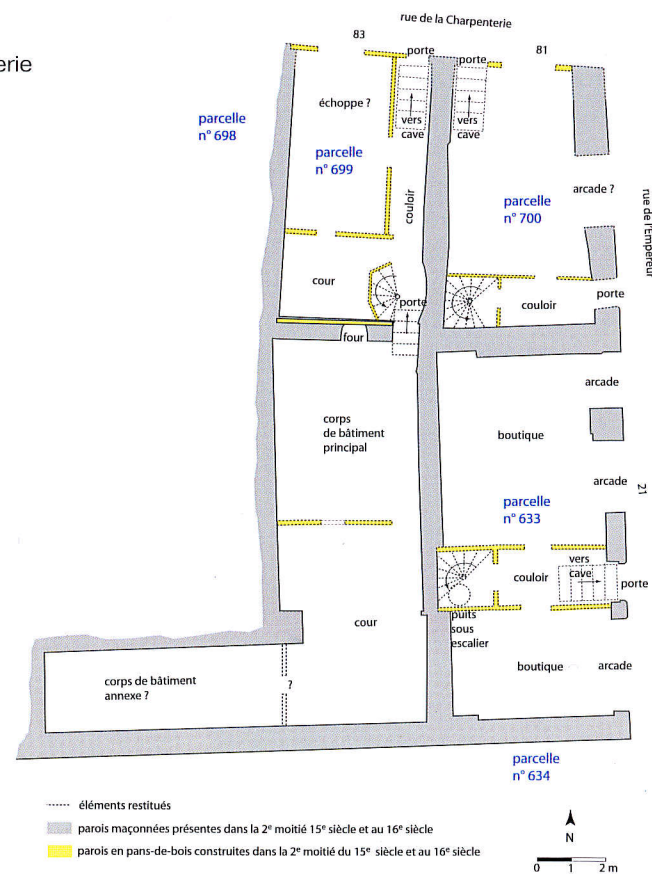 rue de la Charpenterie
erie
83
81
porte
porte
échoppe ?
vers
cave
vers
cave
parcelle
n° 698
parcelle
n° 699
couloir
arcade ?
parcelle
n° 700
rue de l'Empereur
cour
porte
couloir
porte
four
arcade
corps
de bâtiment
principal
boutique
arcade
21
parcelle
n° 633
vers
cave
couloir
porte
cour
puits
sous
escalier
boutique
arcade
corps de bâtiment
annexe ?
?
parcelle
n° 634
éléments restitués
parois maçonnées présentes dans la 2e moitié 15e siècle et au 16e siècle
parois en pans-de-bois construites dans la 2e moitié du 15e siècle et au 16e siècle
N
0 1 2 m